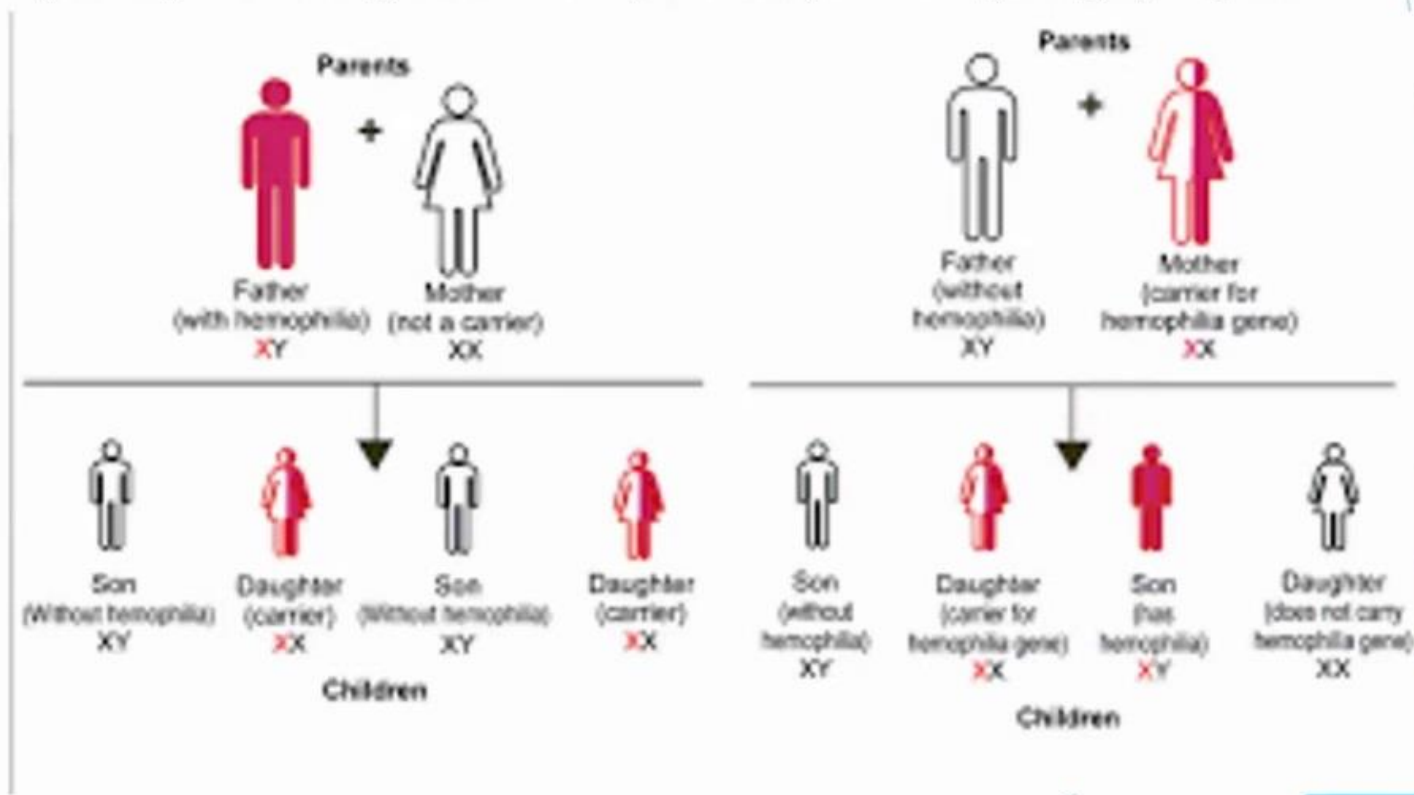 Parents
+
Father
(with hemophilia)
XY
Mother
(not a carrier)
XX
Son
(Without hemophilia)
XY
Daughter
(carrier)
XX
Son
(Without hemophilia)
XY
Daughter
(carrier)
XX
Children
Parents
+
Father
(without
hemophilia)
XY
Mother
(carrier for
hemophilia gene)
XX
Son
(without
hemophilia)
XY
Daughter
(carrier for
hemophilia gene)
XX
Son
(has
hemophilia)
XY
Daughter
(does not carry
hemophilia gene)
XX
Children